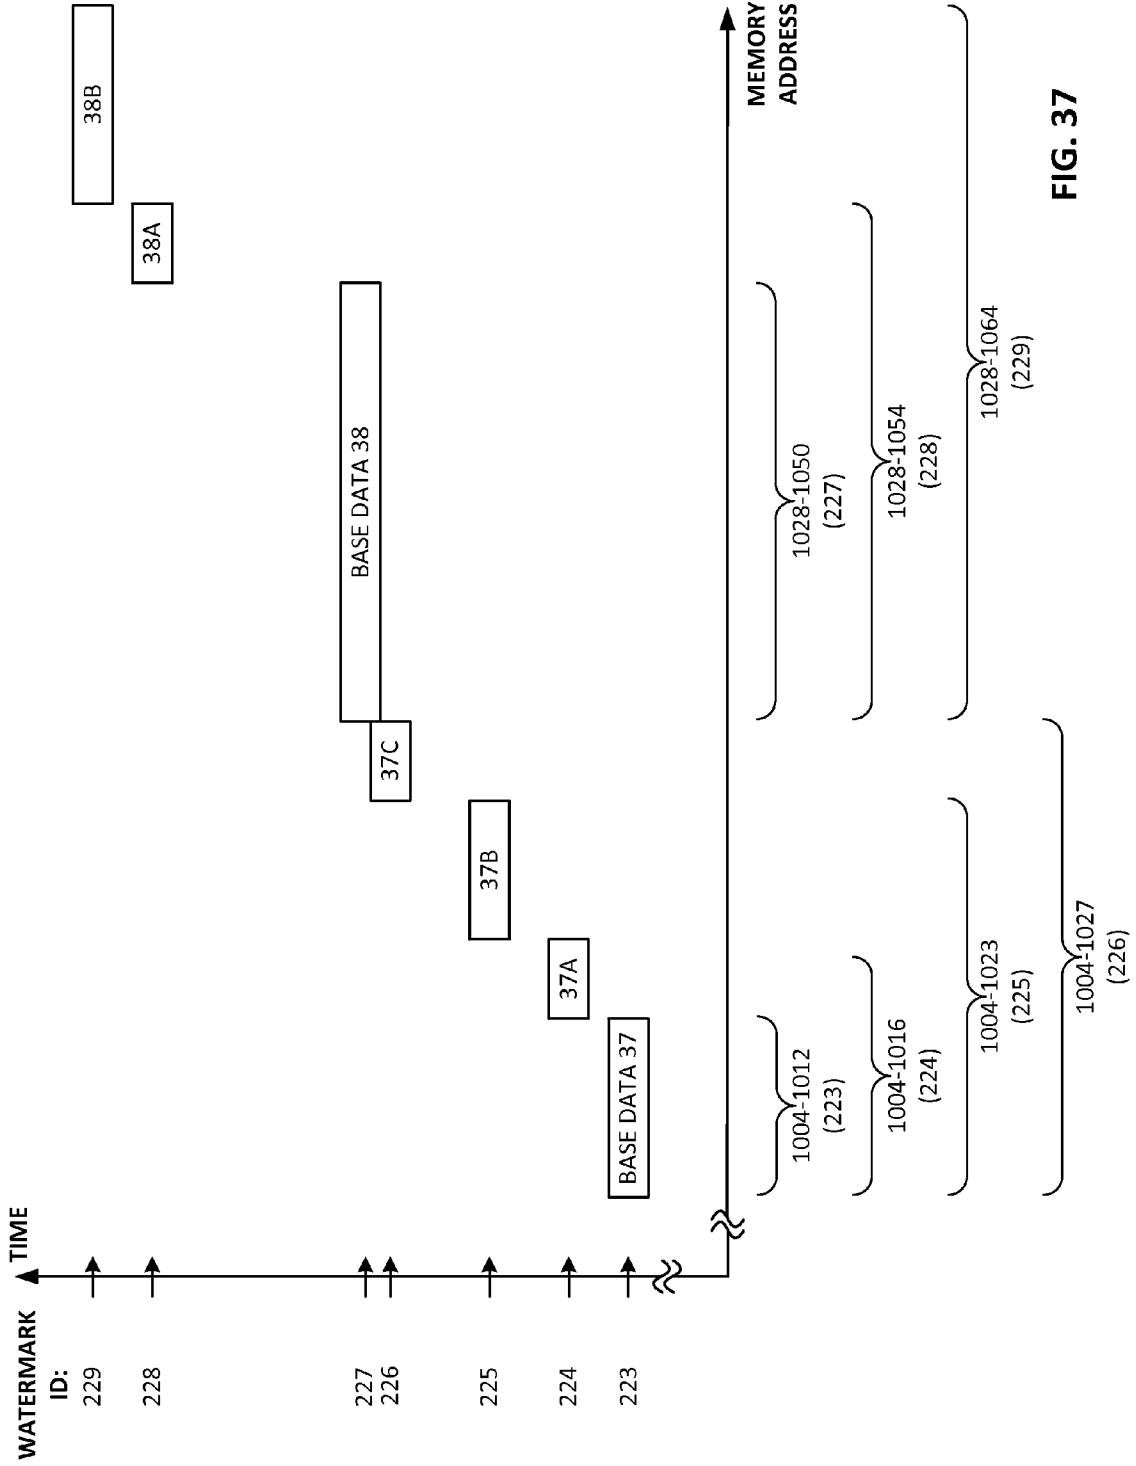 WATERMARK
ID:
TIME
229
228
227
226
225
224
223
38B
38A
BASE DATA 38
37C
37B
37A
BASE DATA 37
MEMORY
ADDRESS
1004-1012
(223)
1028-1050
(227)
1004-1016
(224)
1028-1054
(228)
1004-1023
(225)
1028-1064
(229)
1004-1027
(226)
FIG. 37